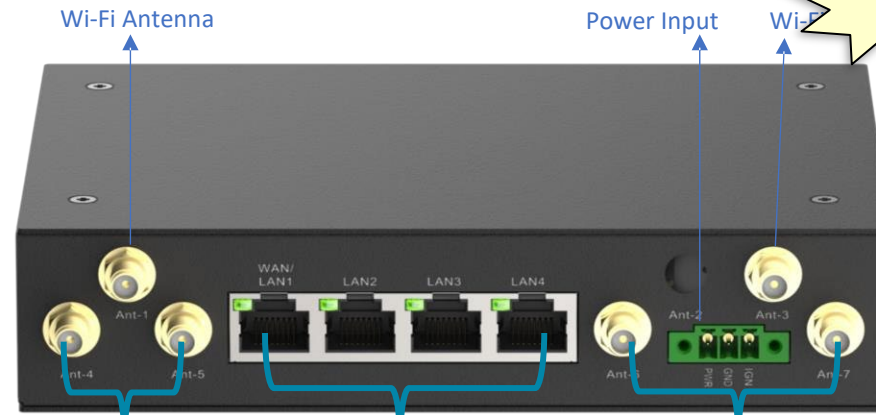 Wi-Fi Antenna
Power Input
WAN/
LAN1
LAN2
LAN3
LAN4
Ant-1
Ant-2
Ant-3
Ant-4
Ant-5
Ant-6
PWR
GND
IGN
Ant-7